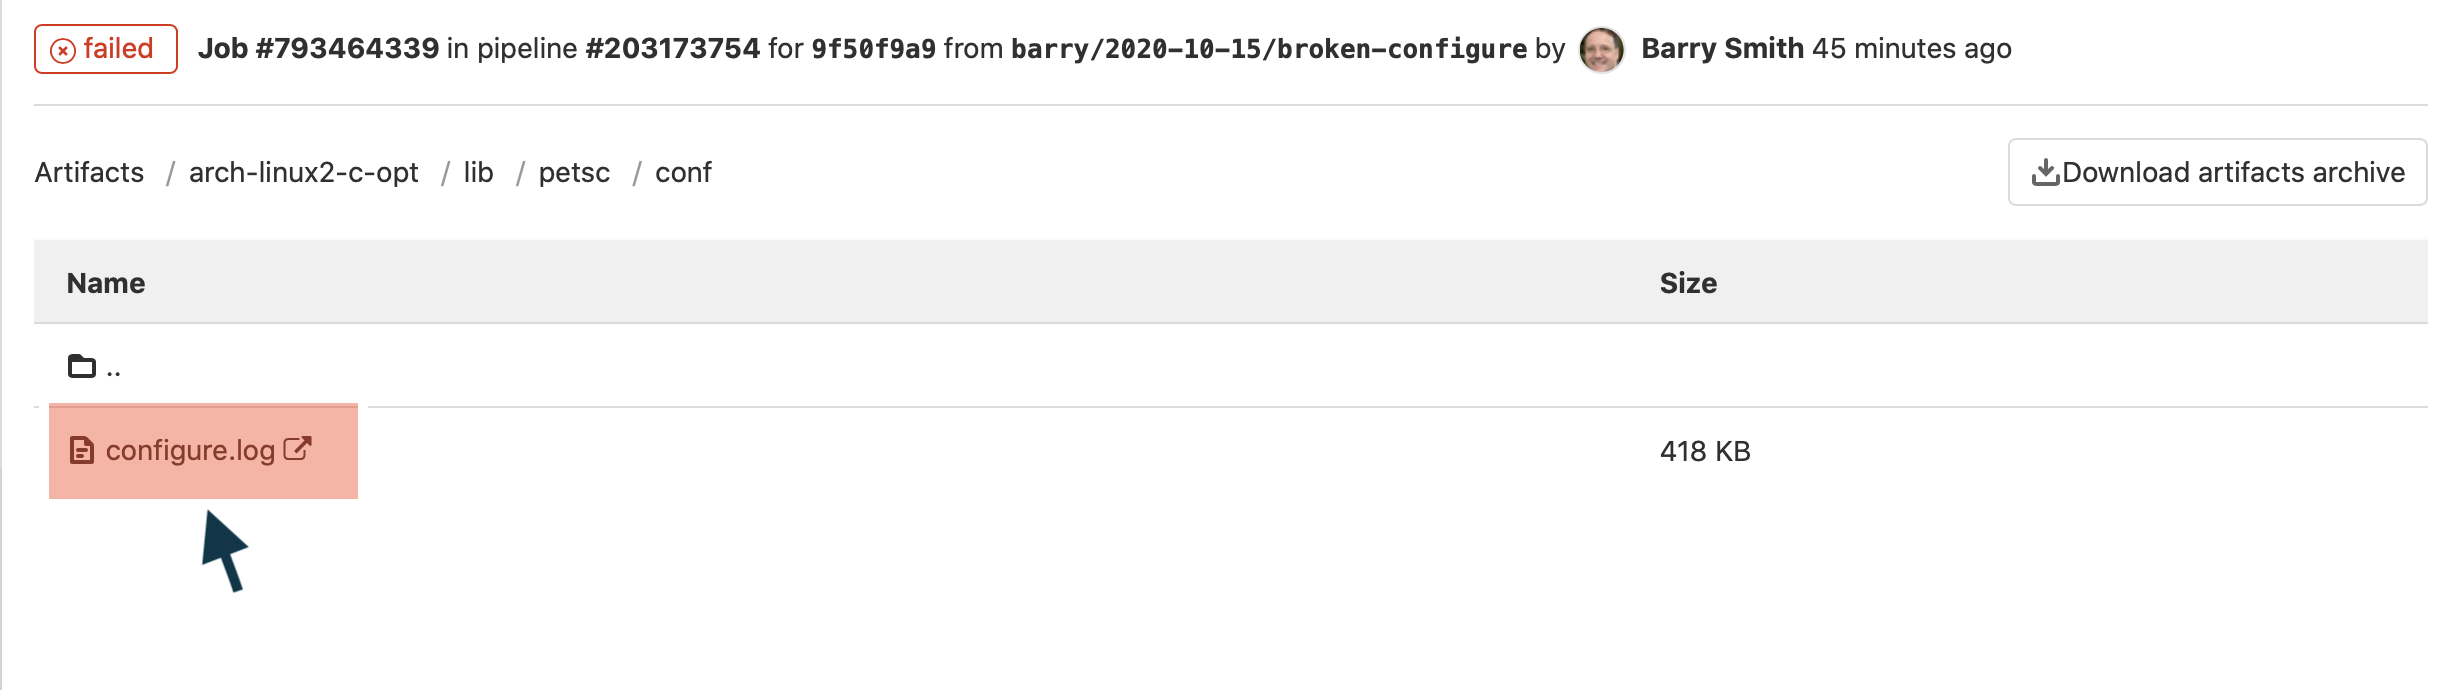 failed Job #793464339 in pipeline #203173754 for 9f50f9a9 from barry/2020-10-15/broken-configure by Barry Smith 45 minutes ago
Artifacts / arch-linux2-c-opt / lib / petsc / conf Download artifacts archive
Name Size
..
configure.log 418 KB